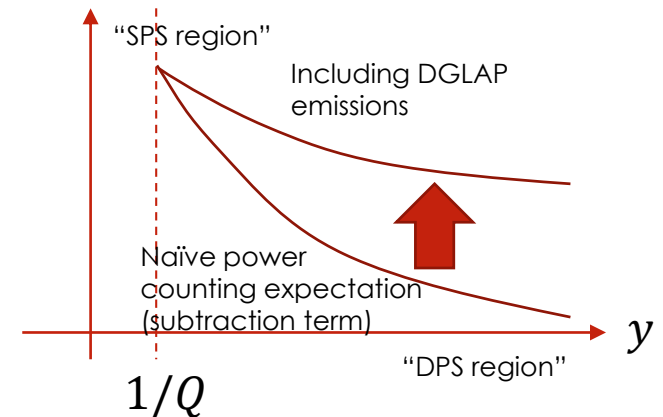 “SPS region”
Including DGLAP
emissions
Naïve power
counting expectation
(subtraction term)
y
“DPS region”
1/Q